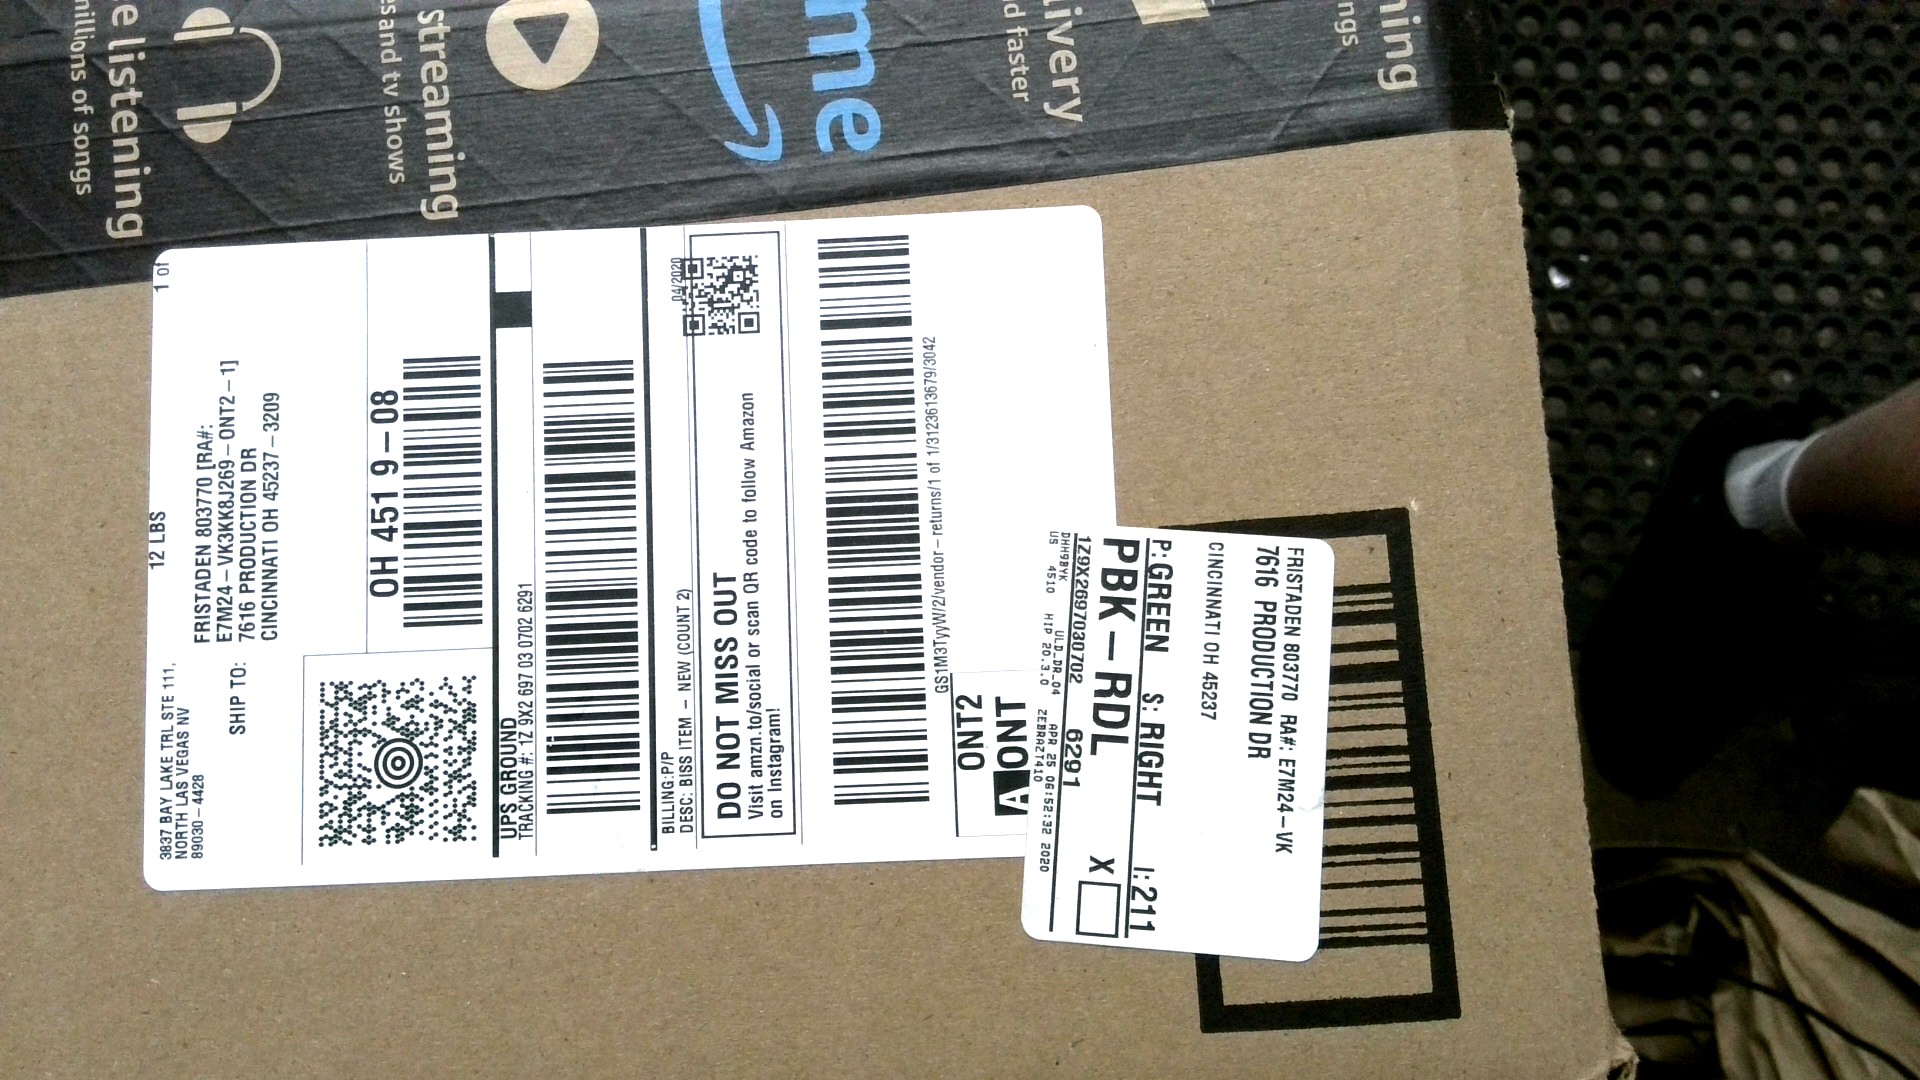 e listening
millions of songs
streaming
es and tv shows
me
livery
d faster
ning
ngs
3837 BAY LAKE TRL STE 111,
NORTH LAS VEGAS NV
89030-4428
12 LBS
1 of
SHIP TO:
FRISTADEN 803770 [RA#:
E7M24-VK3KK8J269-ONT2-1]
7616 PRODUCTION DR
CINCINNATI OH 45237-3209
OH 451 9-08
UPS GROUND
TRACKING #: 1Z 9X2 697 03 0702 6291
BILLING:P/P
DESC: BISS ITEM - NEW (COUNT 2)
04/2020
DO NOT MISS OUT
Visit amzn.to/social or scan QR code to follow Amazon
on Instagram!
GS1M3TyyW/2/vendor-returns/1 of 1/3123613679/3042
ONT2
A ONT
FRISTADEN 803770 RA#: E7M24-VK
7616 PRODUCTION DR
CINCINNATI OH 45237
P:GREEN S:RIGHT I:211
PBK-RDL X
1Z9X2697030702 6291
DHH9BYK ULD_DR_04 APR 25 06:52:32 2020
US 4510 HIP 20.3.0 ZEBRAZT410